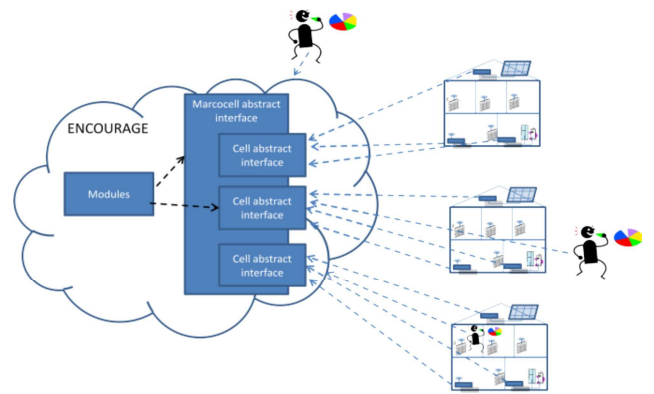 Marcocell abstract
interface
ENCOURAGE
Cell abstract
interface
Modules
Cell abstract
interface
Cell abstract
interface